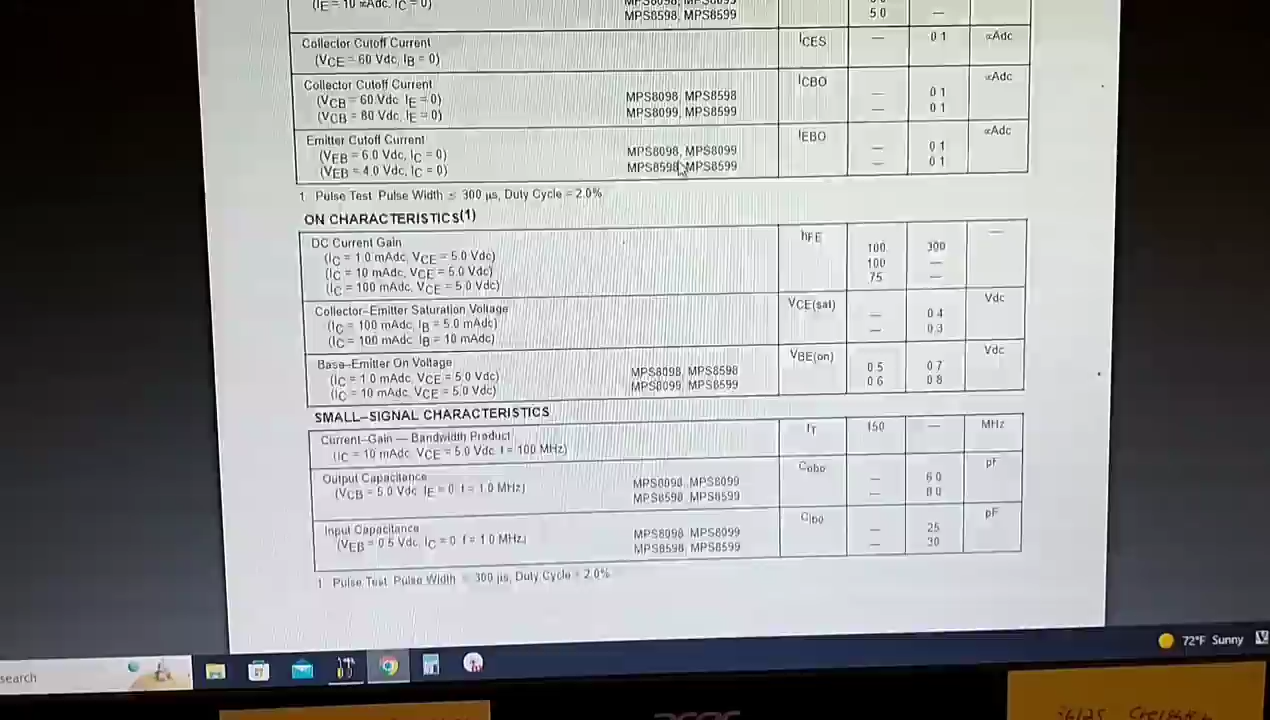 (IE = 10 ∝Adc, IC = 0)
MPS8598, MPS8599 5.0 —
Collector Cutoff Current ICES — 0.1 ∝Adc
(VCE = 60 Vdc, IB = 0)
Collector Cutoff Current ICBO ∝Adc
(VCB = 60 Vdc, IE = 0) MPS8098, MPS8598 — 0.1
(VCB = 80 Vdc, IE = 0) MPS8099, MPS8599 — 0.1
Emitter Cutoff Current IEBO ∝Adc
(VEB = 6.0 Vdc, IC = 0) MPS8098, MPS8099 — 0.1
(VEB = 4.0 Vdc, IC = 0) MPS8598, MPS8599 — 0.1
1. Pulse Test: Pulse Width ≤ 300 µs, Duty Cycle = 2.0%
ON CHARACTERISTICS(1)
DC Current Gain hFE —
(IC = 1.0 mAdc, VCE = 5.0 Vdc) 100 300
(IC = 10 mAdc, VCE = 5.0 Vdc) 100 —
(IC = 100 mAdc, VCE = 5.0 Vdc) 75 —
Collector–Emitter Saturation Voltage VCE(sat) Vdc
(IC = 100 mAdc, IB = 5.0 mAdc) — 0.4
(IC = 100 mAdc, IB = 10 mAdc) — 0.3
Base–Emitter On Voltage VBE(on) Vdc
(IC = 1.0 mAdc, VCE = 5.0 Vdc) MPS8098, MPS8598 0.5 0.7
(IC = 10 mAdc, VCE = 5.0 Vdc) MPS8099, MPS8599 0.6 0.8
SMALL–SIGNAL CHARACTERISTICS
Current–Gain — Bandwidth Product fT 150 — MHz
(IC = 10 mAdc, VCE = 5.0 Vdc, f = 100 MHz)
Output Capacitance Cobo pF
(VCB = 5.0 Vdc, IE = 0, f = 1.0 MHz) MPS8098, MPS8099 — 6.0
MPS8598, MPS8599 — 8.0
Input Capacitance Cibo pF
(VEB = 0.5 Vdc, IC = 0, f = 1.0 MHz) MPS8098, MPS8099 — 25
MPS8598, MPS8599 — 30
1. Pulse Test: Pulse Width ≤ 300 µs, Duty Cycle = 2.0%
72°F Sunny
search